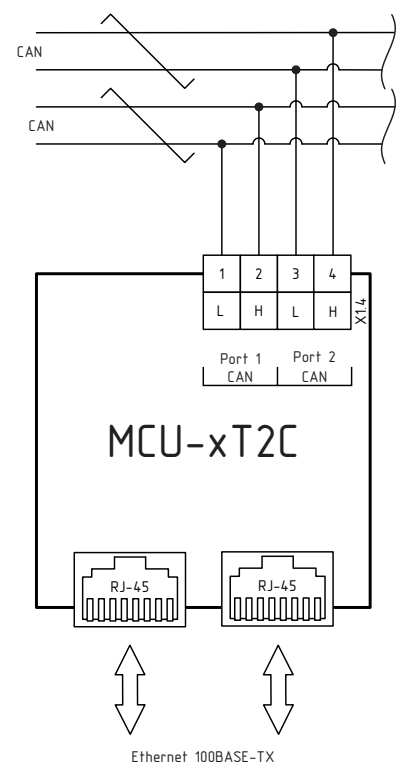 CAN
CAN
1 2 3 4
L H L H
X1.4
Port 1 Port 2
CAN CAN
MCU-xT2C
RJ-45 RJ-45
Ethernet 100BASE-TX